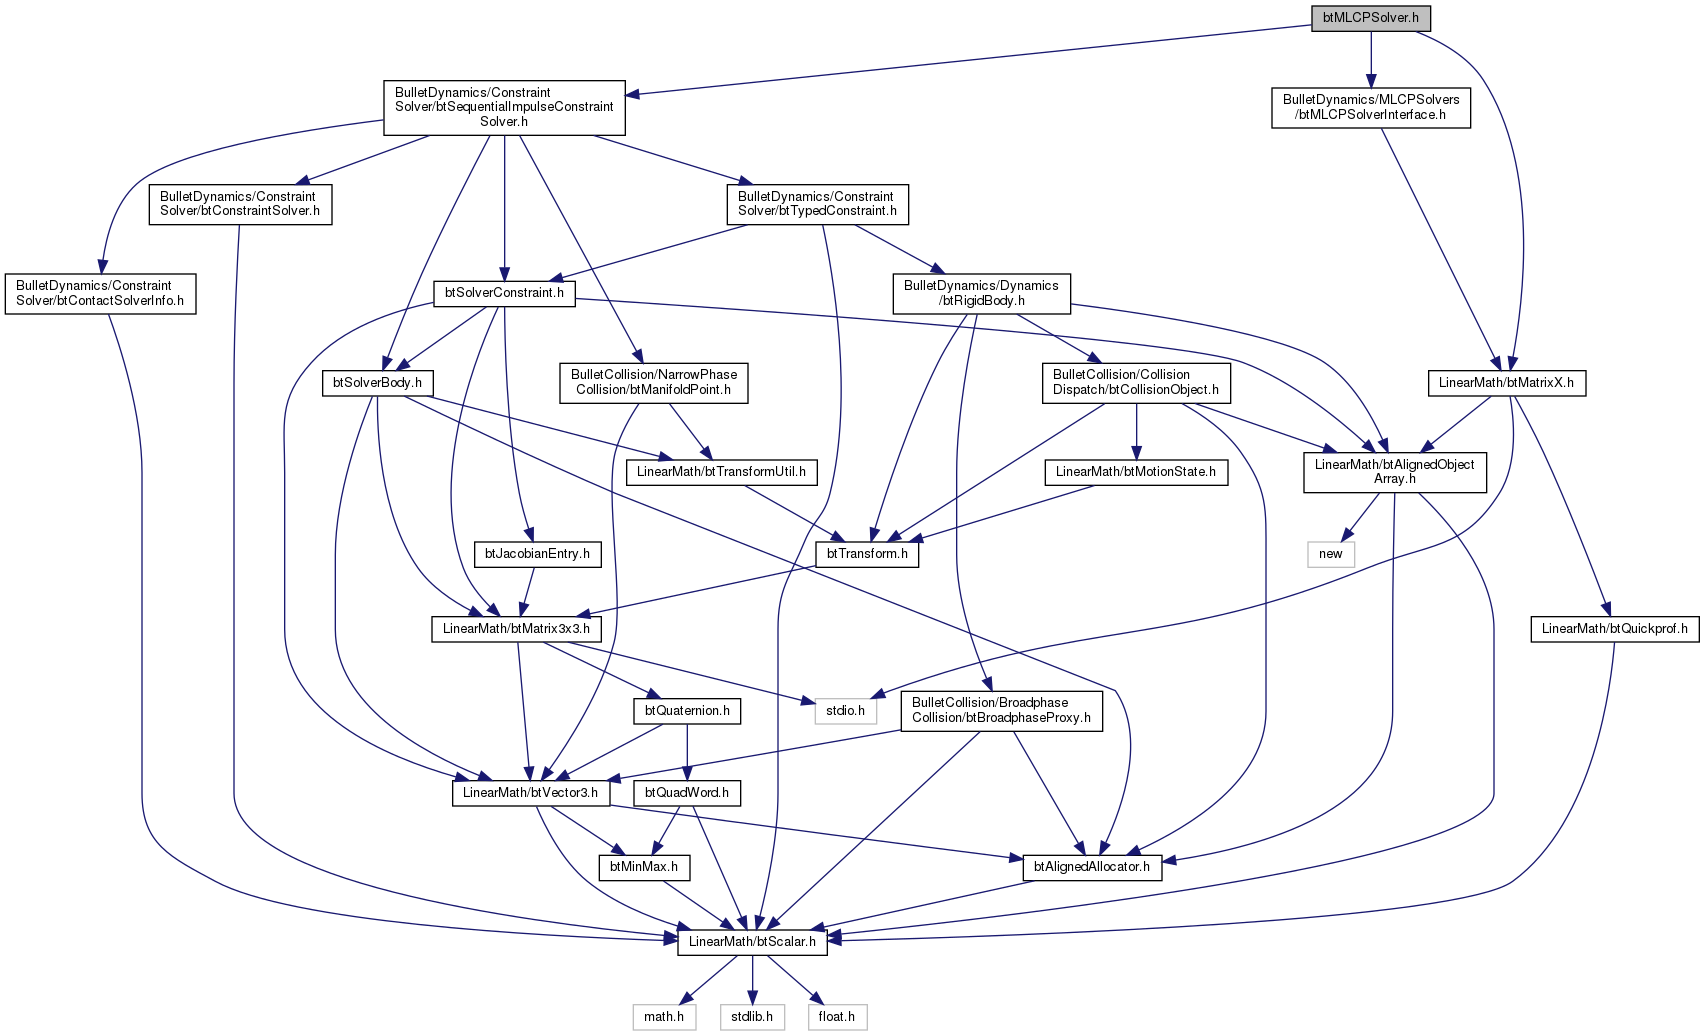 btMLCPSolver.h
BulletDynamics/Constraint
Solver/btSequentialImpulseConstraint
Solver.h
BulletDynamics/MLCPSolvers
/btMLCPSolverInterface.h
BulletDynamics/Constraint
Solver/btConstraintSolver.h
BulletDynamics/Constraint
Solver/btTypedConstraint.h
BulletDynamics/Constraint
Solver/btContactSolverInfo.h
btSolverConstraint.h
BulletDynamics/Dynamics
/btRigidBody.h
btSolverBody.h
BulletCollision/NarrowPhase
Collision/btManifoldPoint.h
BulletCollision/Collision
Dispatch/btCollisionObject.h
LinearMath/btMatrixX.h
LinearMath/btTransformUtil.h
LinearMath/btMotionState.h
LinearMath/btAlignedObject
Array.h
btJacobianEntry.h
btTransform.h
new
LinearMath/btMatrix3x3.h
LinearMath/btQuickprof.h
btQuaternion.h
stdio.h
BulletCollision/Broadphase
Collision/btBroadphaseProxy.h
LinearMath/btVector3.h
btQuadWord.h
btMinMax.h
btAlignedAllocator.h
LinearMath/btScalar.h
math.h
stdlib.h
float.h